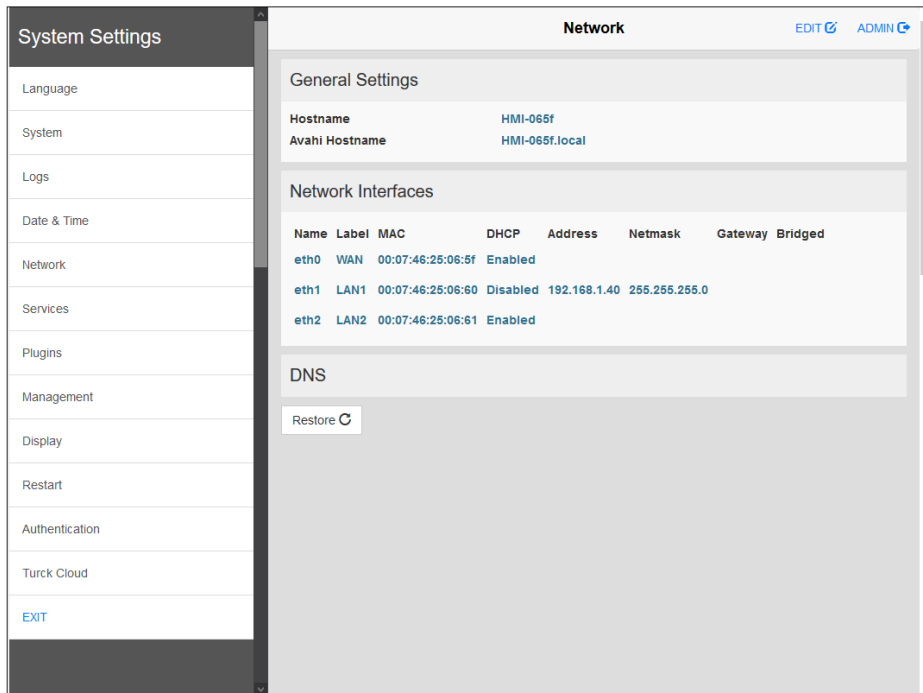 System Settings
Language
System
Logs
Date & Time
Network
Services
Plugins
Management
Display
Restart
Authentication
Turck Cloud
EXIT
Network EDIT ADMIN
General Settings
Hostname HMI-065f
Avahi Hostname HMI-065f.local
Network Interfaces
Name Label MAC DHCP Address Netmask Gateway Bridged
eth0 WAN 00:07:46:25:06:5f Enabled
eth1 LAN1 00:07:46:25:06:60 Disabled 192.168.1.40 255.255.255.0
eth2 LAN2 00:07:46:25:06:61 Enabled
DNS
Restore